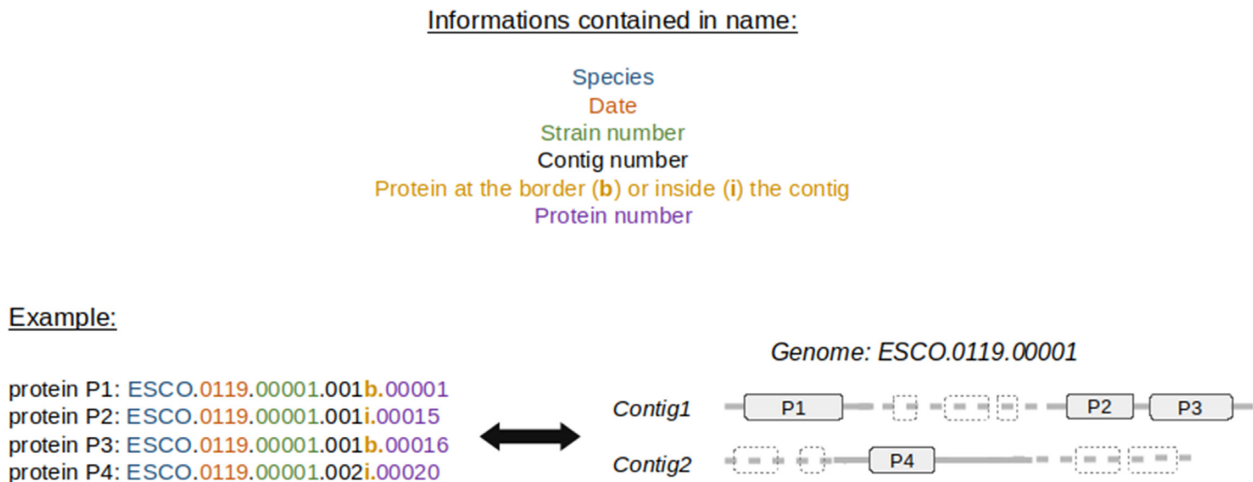 Informations contained in name:
Species
Date
Strain number
Contig number
Protein at the border (b) or inside (i) the contig
Protein number
Example:
protein P1: ESCO.0119.00001.001b.00001
protein P2: ESCO.0119.00001.001i.00015
protein P3: ESCO.0119.00001.001b.00016
protein P4: ESCO.0119.00001.002i.00020
Genome: ESCO.0119.00001
Contig1 P1 P2 P3
Contig2 P4